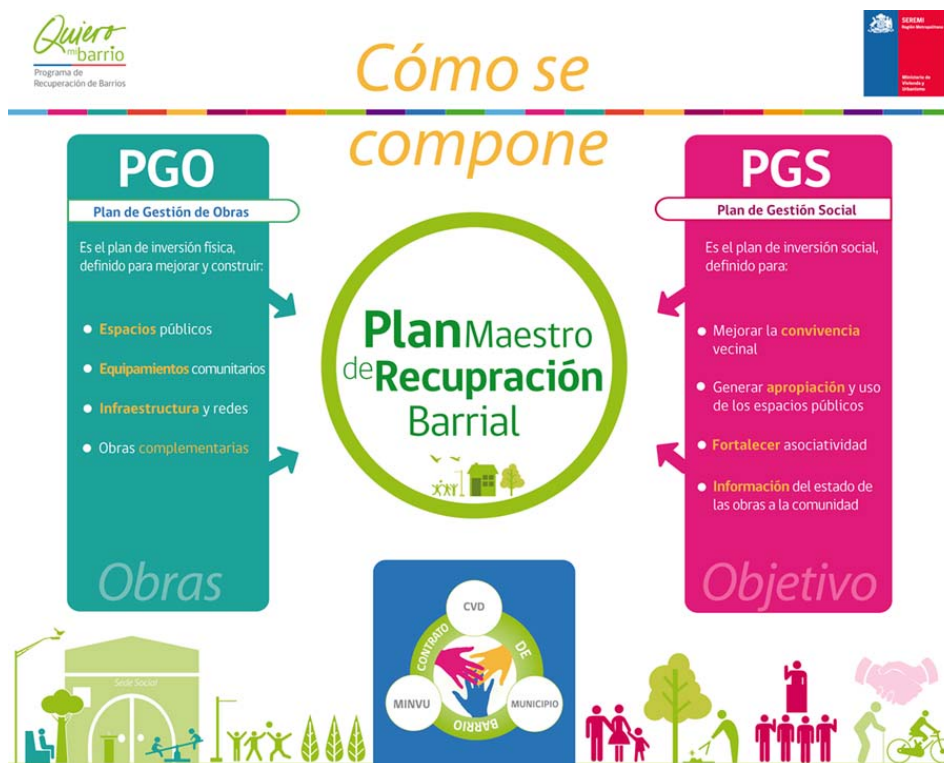 Quiero
mi barrio
Programa de
Recuperación de Barrios
Cómo se
compone
SEREMI
Región Metropolitana
Ministerio de
Vivienda y
Urbanismo
PGO
Plan de Gestión de Obras
Es el plan de inversión física,
definido para mejorar y construir:
Espacios públicos
Equipamientos comunitarios
Infraestructura y redes
Obras complementarias
Obras
Plan Maestro
de Recupración
Barrial
PGS
Plan de Gestión Social
Es el plan de inversión social,
definido para:
Mejorar la convivencia
vecinal
Generar apropiación y uso
de los espacios públicos
Fortalecer asociatividad
Información del estado de
las obras a la comunidad
Objetivo
Sede Social
CVD
CONTRATO DE BARRIO
MINVU
MUNICIPIO